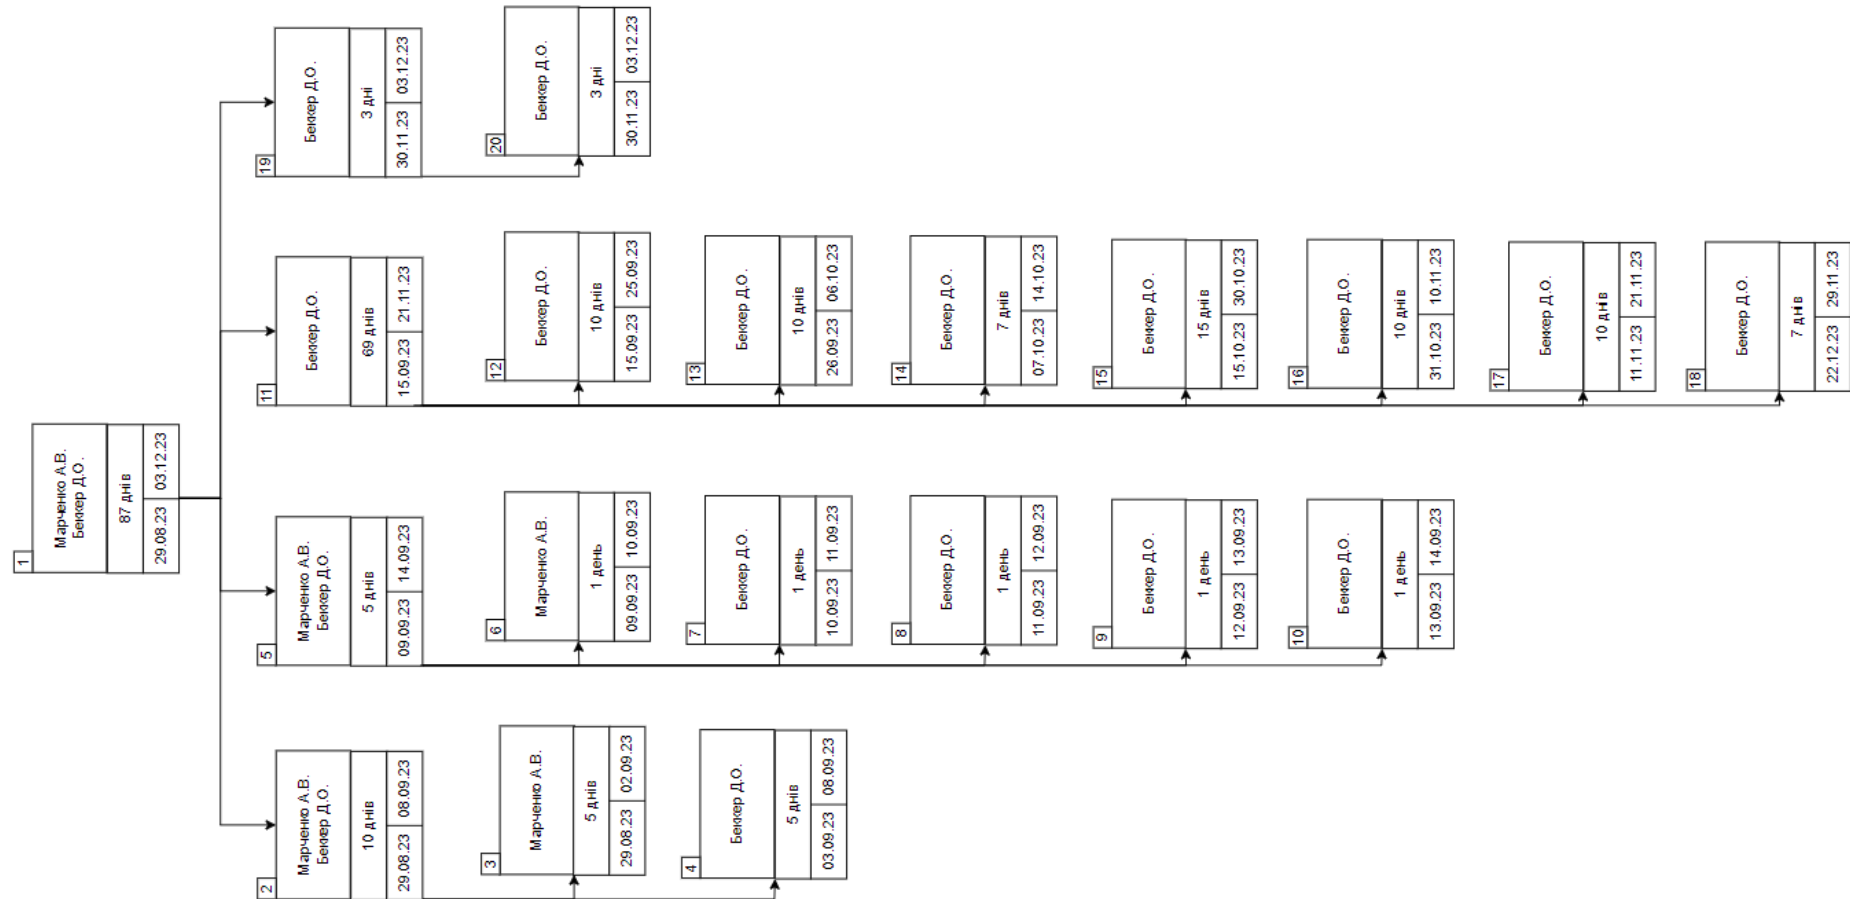 1
Марченко А.В.
Беккер Д.О.
87 днів
29.08.23 03.12.23
2
Марченко А.В.
Беккер Д.О.
10 днів
29.08.23 08.09.23
3
Марченко А.В.
5 днів
29.08.23 02.09.23
4
Беккер Д.О.
5 днів
03.09.23 08.09.23
5
Марченко А.В.
Беккер Д.О.
5 днів
09.09.23 14.09.23
6
Марченко А.В.
1 день
09.09.23 10.09.23
7
Беккер Д.О.
1 день
10.09.23 11.09.23
8
Беккер Д.О.
1 день
11.09.23 12.09.23
9
Беккер Д.О.
1 день
12.09.23 13.09.23
10
Беккер Д.О.
1 день
13.09.23 14.09.23
11
Беккер Д.О.
69 днів
15.09.23 21.11.23
12
Беккер Д.О.
10 днів
15.09.23 25.09.23
13
Беккер Д.О.
10 днів
26.09.23 06.10.23
14
Беккер Д.О.
7 днів
07.10.23 14.10.23
15
Беккер Д.О.
15 днів
15.10.23 30.10.23
16
Беккер Д.О.
10 днів
31.10.23 10.11.23
17
Беккер Д.О.
10 днів
11.11.23 21.11.23
18
Беккер Д.О.
7 днів
22.12.23 29.11.23
19
Беккер Д.О.
3 дні
30.11.23 03.12.23
20
Беккер Д.О.
3 дні
30.11.23 03.12.23